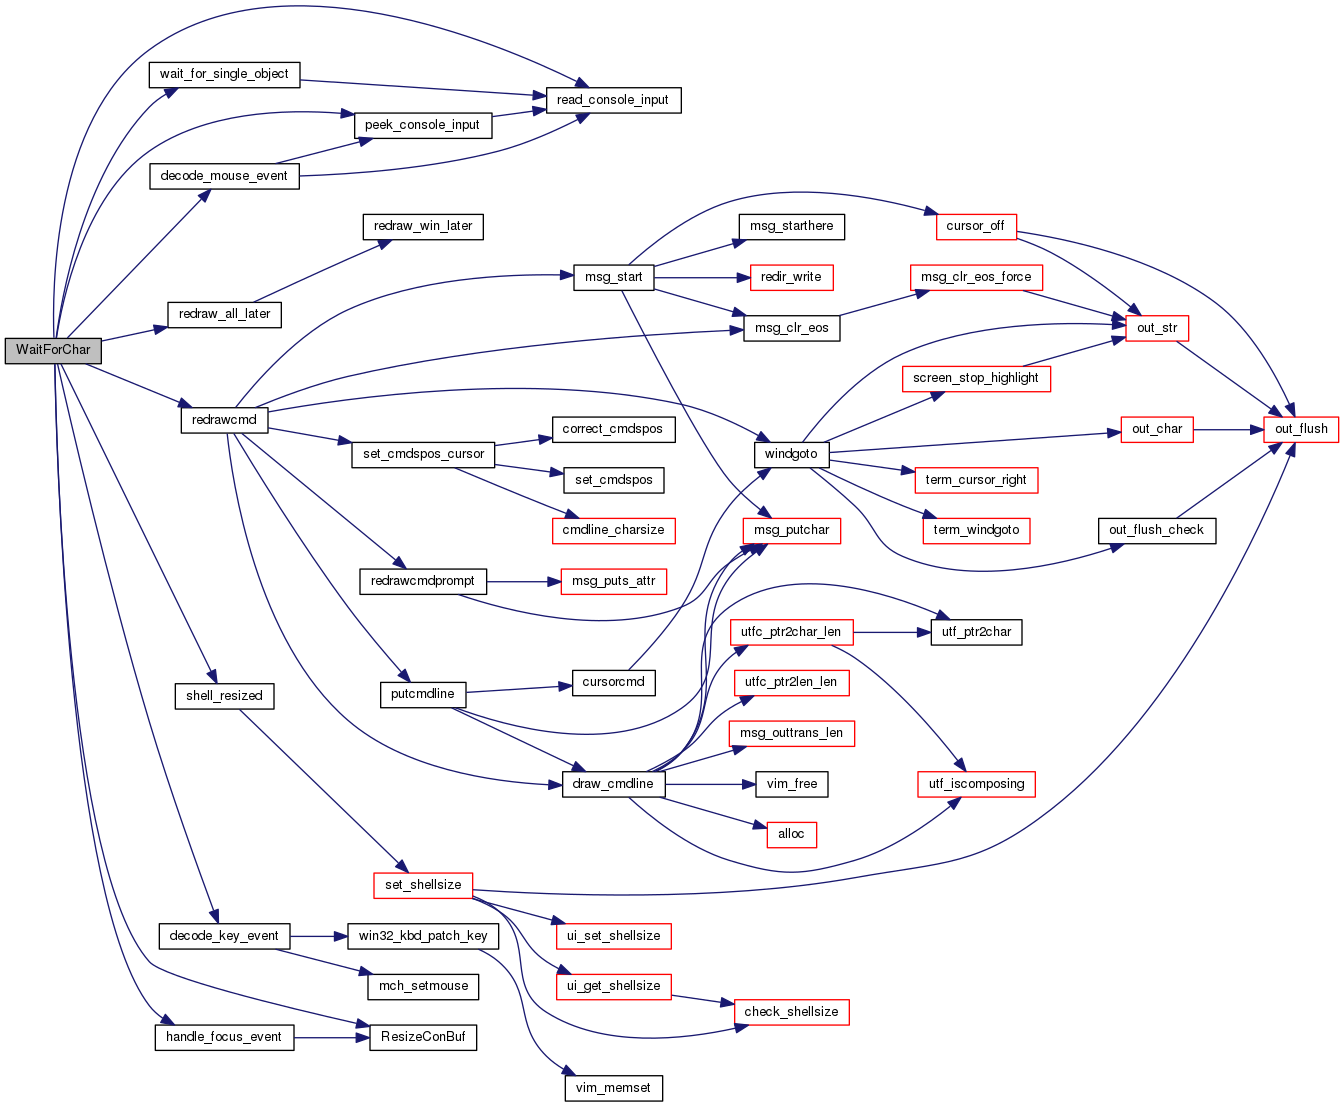 wait_for_single_object
read_console_input
peek_console_input
decode_mouse_event
redraw_win_later
msg_starthere
cursor_off
msg_start
redir_write
msg_clr_eos_force
redraw_all_later
msg_clr_eos
out_str
WaitForChar
screen_stop_highlight
redrawcmd
correct_cmdspos
out_char
out_flush
set_cmdspos_cursor
windgoto
set_cmdspos
term_cursor_right
cmdline_charsize
msg_putchar
term_windgoto
out_flush_check
redrawcmdprompt
msg_puts_attr
utfc_ptr2char_len
utf_ptr2char
cursorcmd
utfc_ptr2len_len
shell_resized
putcmdline
msg_outtrans_len
draw_cmdline
vim_free
utf_iscomposing
alloc
set_shellsize
decode_key_event
win32_kbd_patch_key
ui_set_shellsize
mch_setmouse
ui_get_shellsize
check_shellsize
handle_focus_event
ResizeConBuf
vim_memset